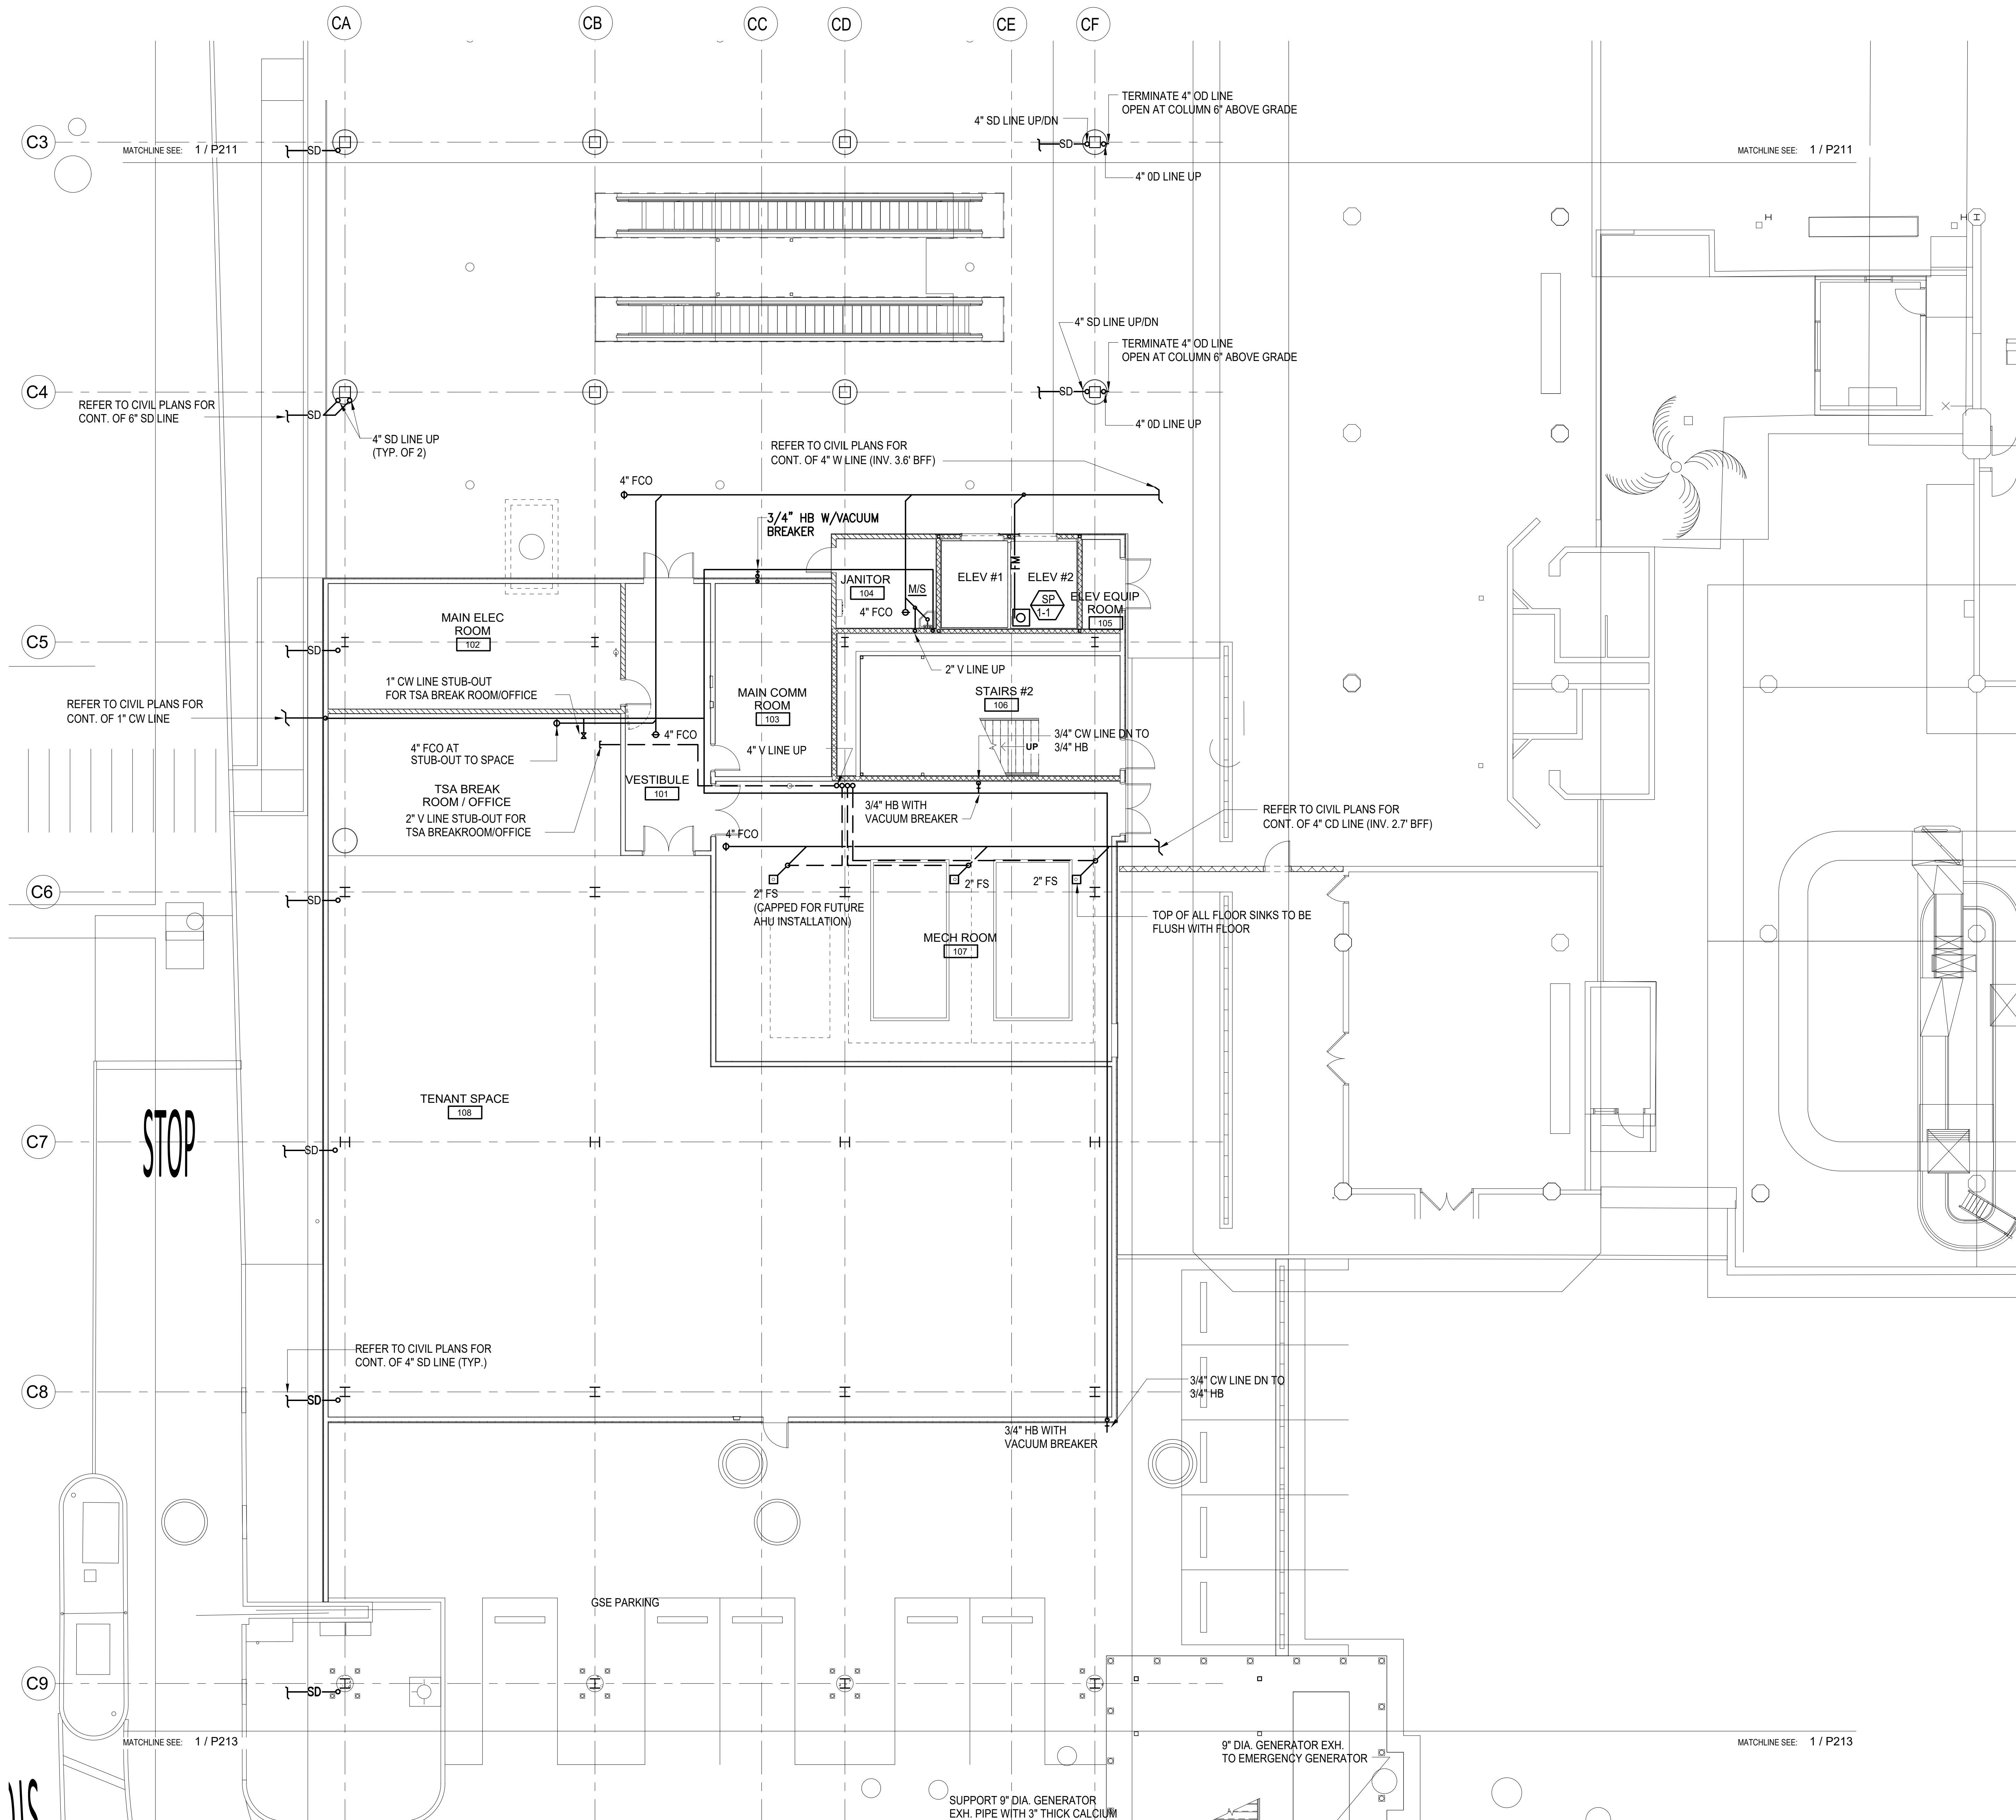 CA
CB
CC
CD
CE
CF
C3
MATCHLINE SEE: 1 / P211
SD
4" SD LINE UP/DN
TERMINATE 4" OD LINE
OPEN AT COLUMN 6" ABOVE GRADE
SD
4" 0D LINE UP
MATCHLINE SEE: 1 / P211
H
H
H
4" SD LINE UP/DN
TERMINATE 4" OD LINE
OPEN AT COLUMN 6" ABOVE GRADE
C4
SD
REFER TO CIVIL PLANS FOR
CONT. OF 6" SD LINE
SD
4" SD LINE UP
(TYP. OF 2)
4" 0D LINE UP
REFER TO CIVIL PLANS FOR
CONT. OF 4" W LINE (INV. 3.6' BFF)
4" FCO
3/4" HB W/VACUUM
BREAKER
FM
JANITOR
104
M/S
4" FCO
ELEV #1
ELEV #2
SP
1-1
ELEV EQUIP
ROOM
105
MAIN ELEC
ROOM
102
C5
SD
2" V LINE UP
1" CW LINE STUB-OUT
FOR TSA BREAK ROOM/OFFICE
MAIN COMM
ROOM
103
STAIRS #2
106
UP
REFER TO CIVIL PLANS FOR
CONT. OF 1" CW LINE
4" FCO
4" FCO AT
STUB-OUT TO SPACE
4" V LINE UP
3/4" CW LINE DN TO
3/4" HB
VESTIBULE
101
TSA BREAK
ROOM / OFFICE
2" V LINE STUB-OUT FOR
TSA BREAKROOM/OFFICE
3/4" HB WITH
VACUUM BREAKER
REFER TO CIVIL PLANS FOR
CONT. OF 4" CD LINE (INV. 2.7' BFF)
4" FCO
C6
SD
2" FS
(CAPPED FOR FUTURE
AHU INSTALLATION)
2" FS
2" FS
TOP OF ALL FLOOR SINKS TO BE
FLUSH WITH FLOOR
MECH ROOM
107
TENANT SPACE
108
STOP
C7
SD
REFER TO CIVIL PLANS FOR
CONT. OF 4" SD LINE (TYP.)
C8
SD
3/4" CW LINE DN TO
3/4" HB
3/4" HB WITH
VACUUM BREAKER
GSE PARKING
C9
SD
MATCHLINE SEE: 1 / P213
MATCHLINE SEE: 1 / P213
9" DIA. GENERATOR EXH.
TO EMERGENCY GENERATOR
SUPPORT 9" DIA. GENERATOR
EXH. PIPE WITH 3" THICK CALCIUM